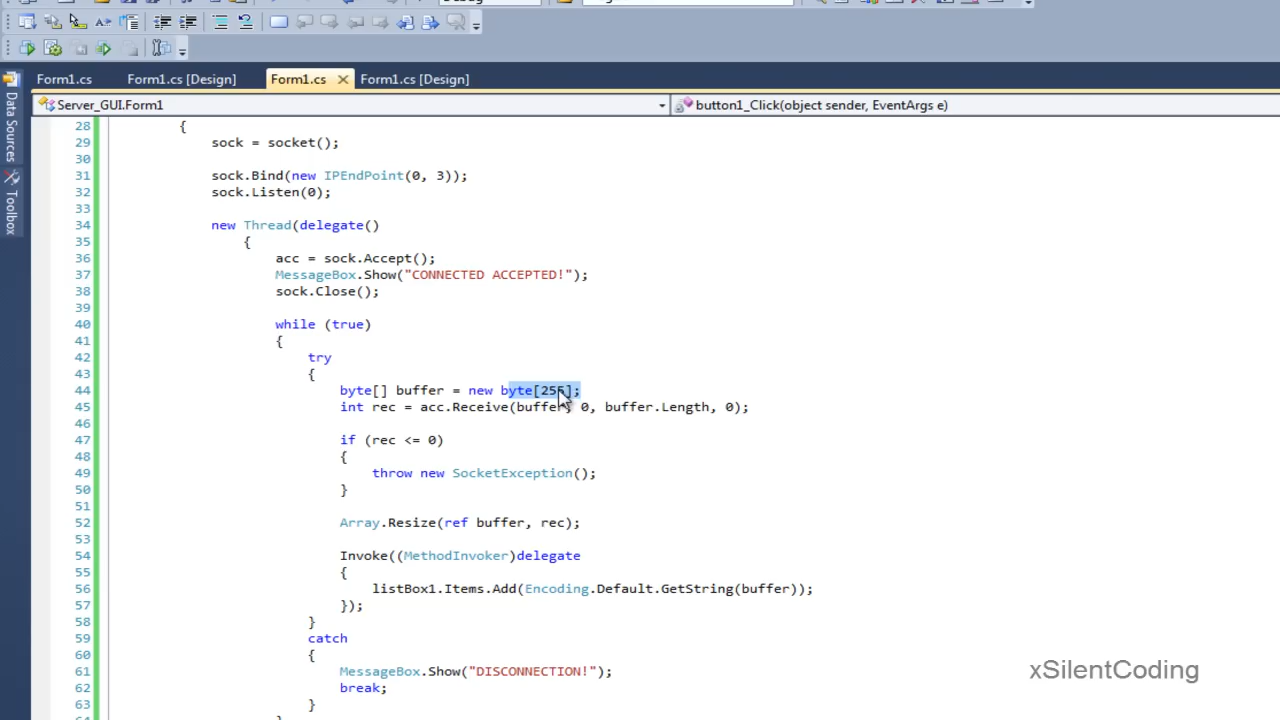 Form1.cs Form1.cs [Design] Form1.cs Form1.cs [Design]
Server_GUI.Form1 button1_Click(object sender, EventArgs e)
Data Sources
Toolbox
28 {
29 sock = socket();
30
31 sock.Bind(new IPEndPoint(0, 3));
32 sock.Listen(0);
33
34 new Thread(delegate()
35 {
36 acc = sock.Accept();
37 MessageBox.Show("CONNECTED ACCEPTED!");
38 sock.Close();
39
40 while (true)
41 {
42 try
43 {
44 byte[] buffer = new byte[255];
45 int rec = acc.Receive(buffer, 0, buffer.Length, 0);
46
47 if (rec <= 0)
48 {
49 throw new SocketException();
50 }
51
52 Array.Resize(ref buffer, rec);
53
54 Invoke((MethodInvoker)delegate
55 {
56 listBox1.Items.Add(Encoding.Default.GetString(buffer));
57 });
58 }
59 catch
60 {
61 MessageBox.Show("DISCONNECTION!");
62 break;
63 }
xSilentCoding